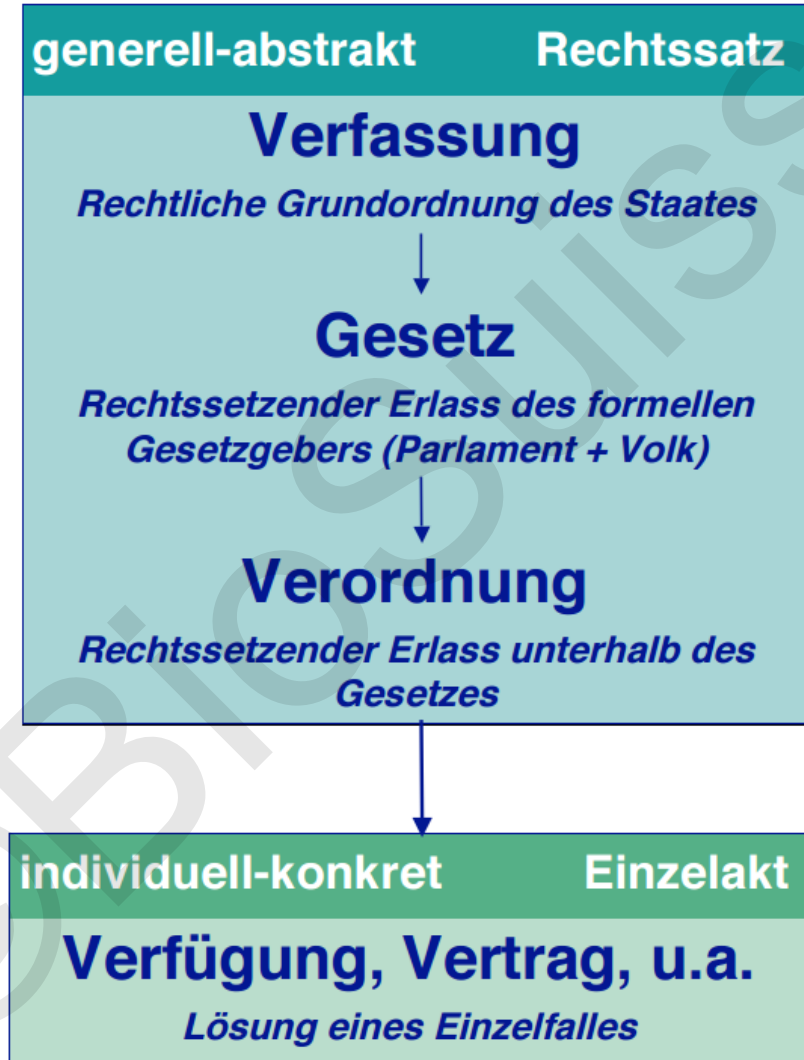 generell-abstrakt Rechtssatz
Verfassung
Rechtliche Grundordnung des Staates
Gesetz
Rechtssetzender Erlass des formellen
Gesetzgebers (Parlament + Volk)
Verordnung
Rechtssetzender Erlass unterhalb des
Gesetzes
individuell-konkret Einzelakt
Verfügung, Vertrag, u.a.
Lösung eines Einzelfalles
©BioSuiss